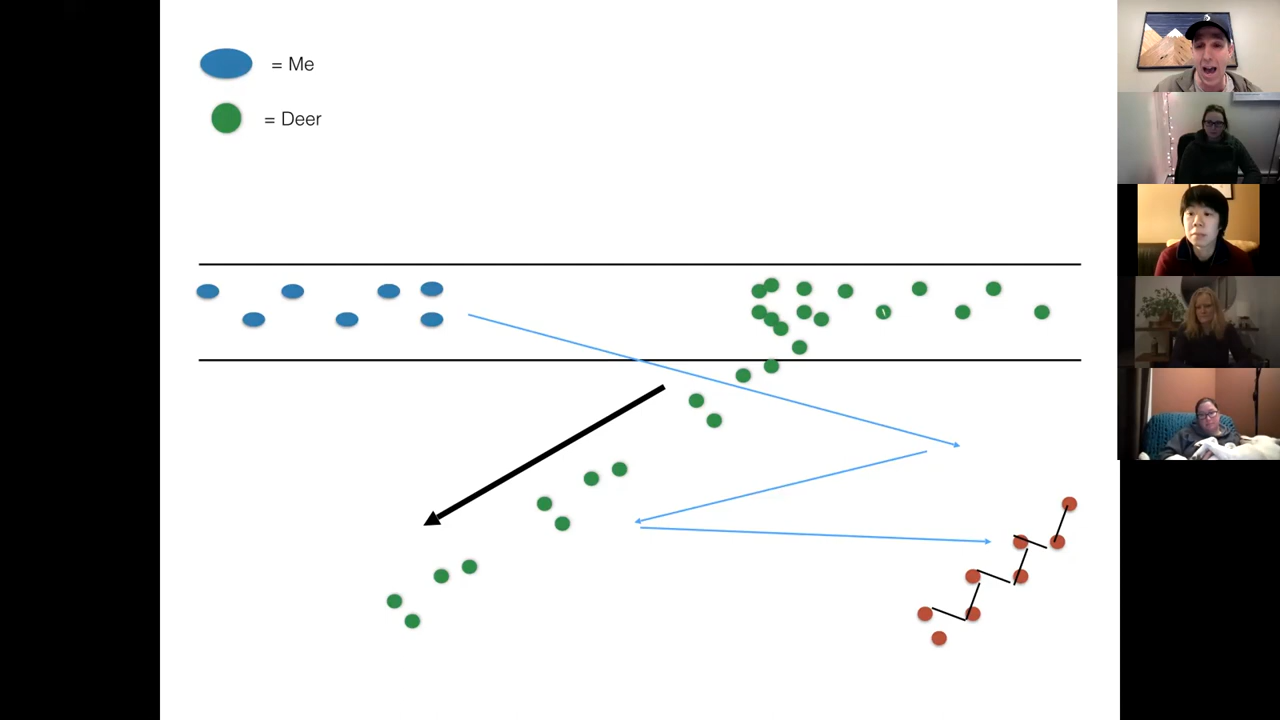 = Me
= Deer